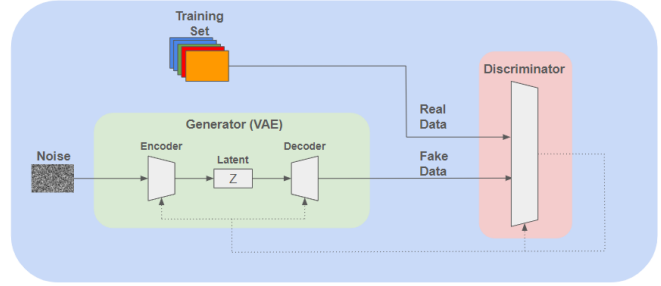 Training
Set
Discriminator
Real
Data
Generator (VAE)
Encoder
Latent
Decoder
Noise
Fake
Data
Z